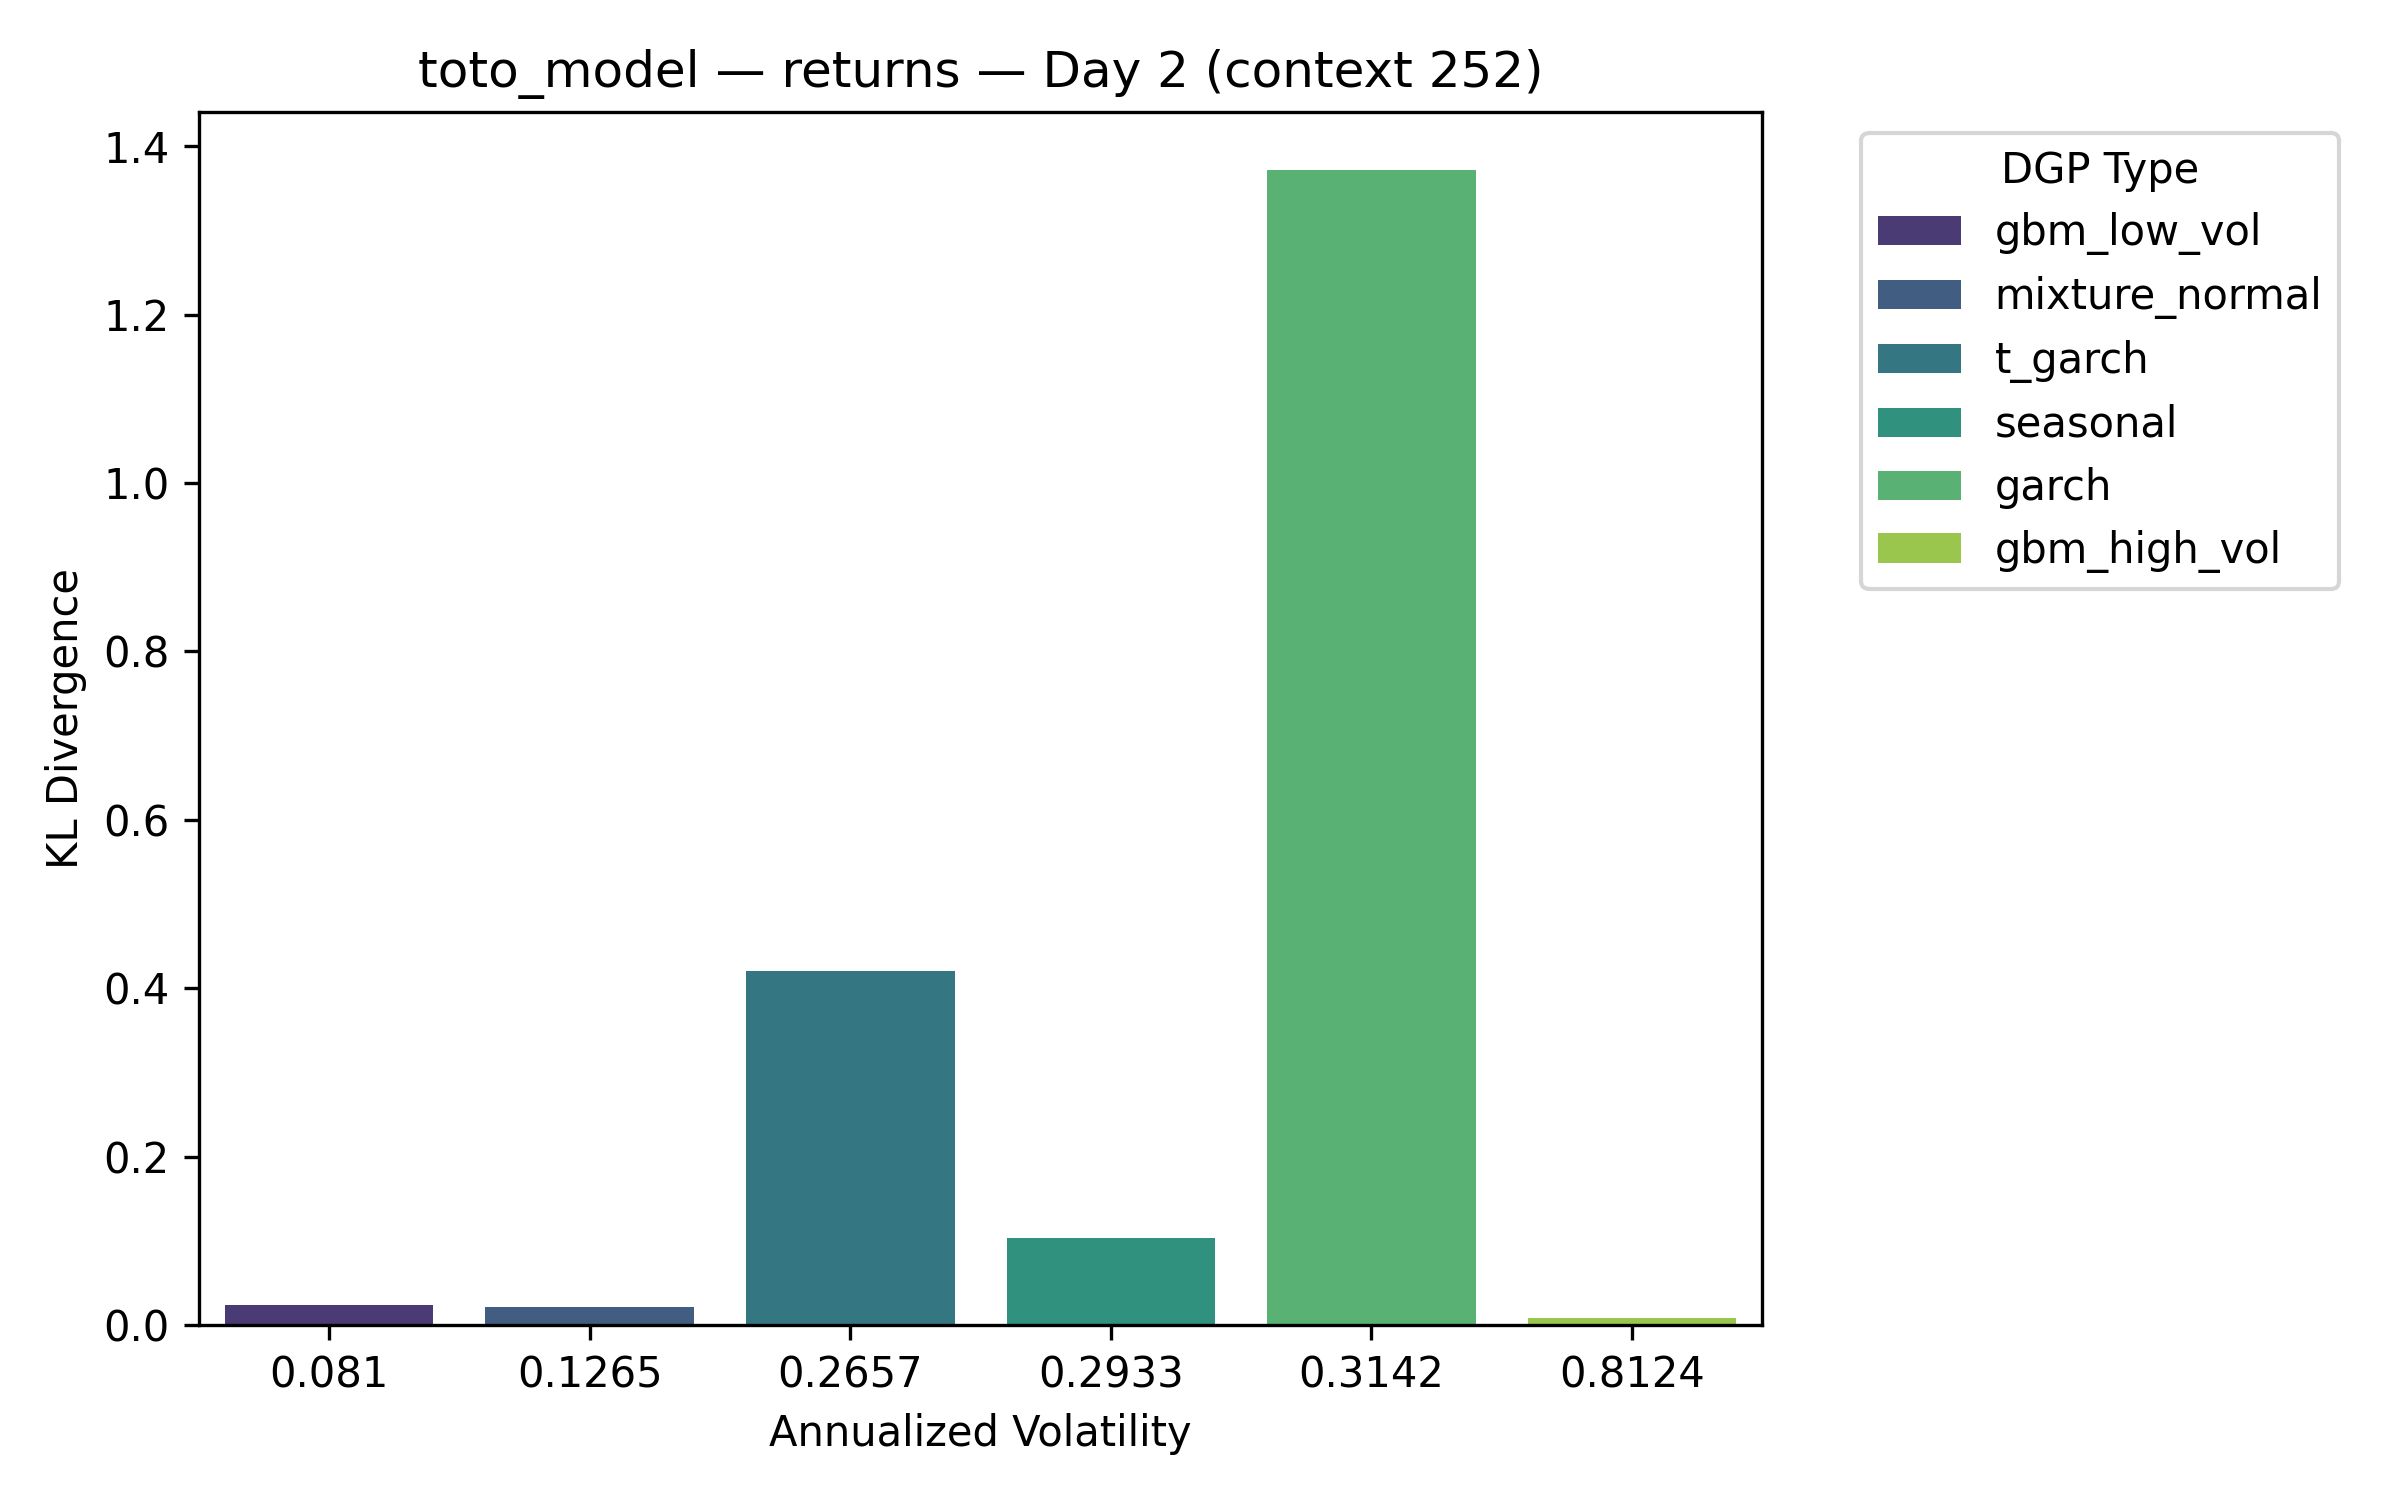 toto_model — returns — Day 2 (context 252)
KL Divergence
1.4
1.2
1.0
0.8
0.6
0.4
0.2
0.0
0.081 0.1265 0.2657 0.2933 0.3142 0.8124
Annualized Volatility
DGP Type
gbm_low_vol
mixture_normal
t_garch
seasonal
garch
gbm_high_vol